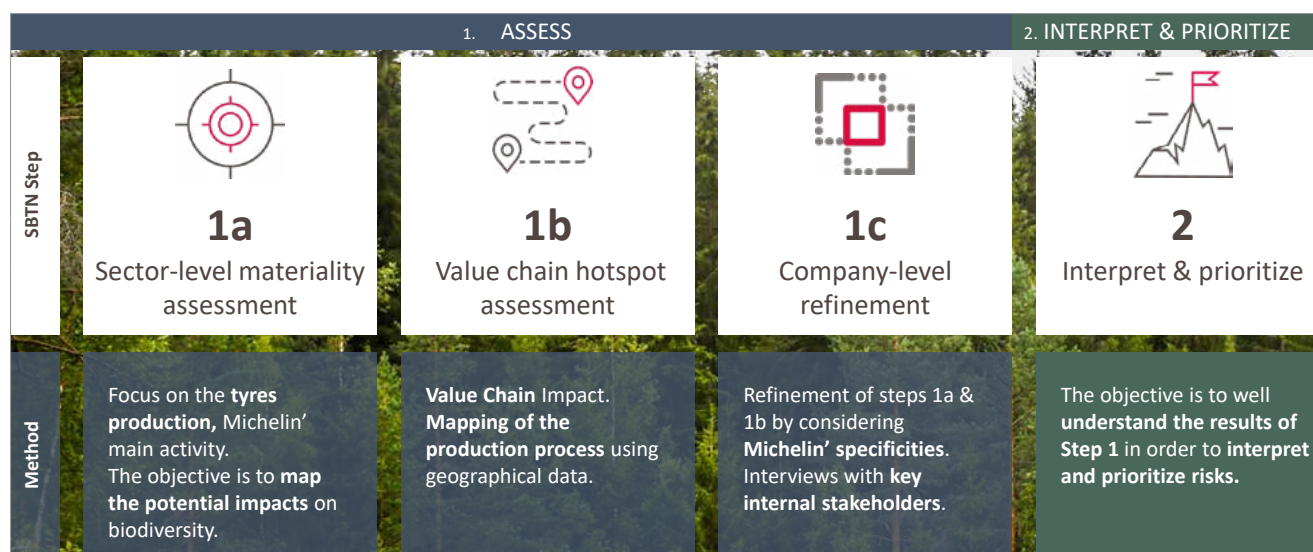 1. ASSESS
2. INTERPRET & PRIORITIZE
SBTN Step
1a
Sector-level materiality
assessment
1b
Value chain hotspot
assessment
1c
Company-level
refinement
2
Interpret & prioritize
Method
Focus on the tyres
production, Michelin’
main activity.
The objective is to map
the potential impacts on
biodiversity.
Value Chain Impact.
Mapping of the
production process using
geographical data.
Refinement of steps 1a &
1b by considering
Michelin’ specificities.
Interviews with key
internal stakeholders.
The objective is to well
understand the results of
Step 1 in order to interpret
and prioritize risks.